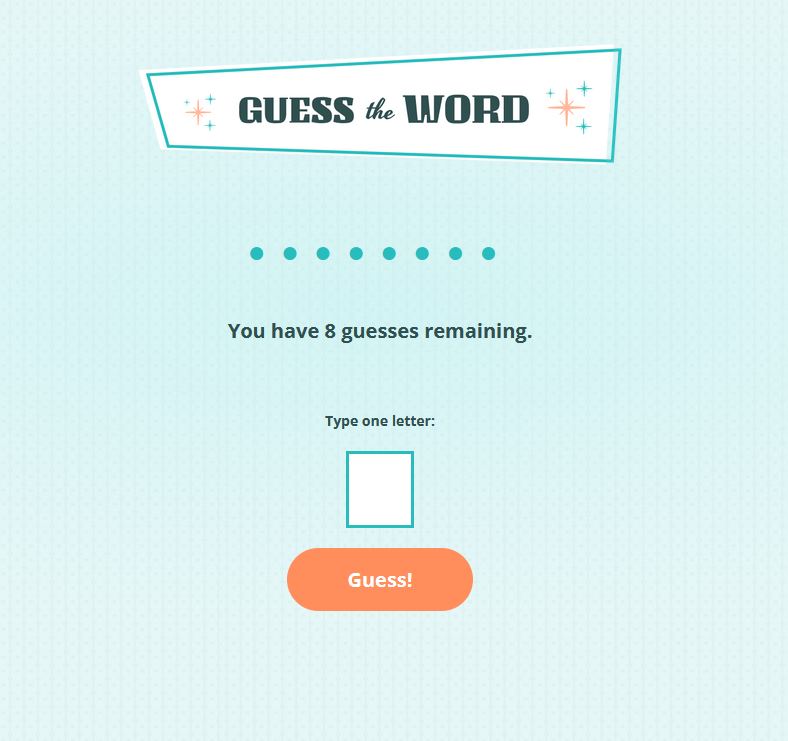 GUESS the WORD
● ● ● ● ● ● ● ●
You have 8 guesses remaining.
Type one letter:
Guess!